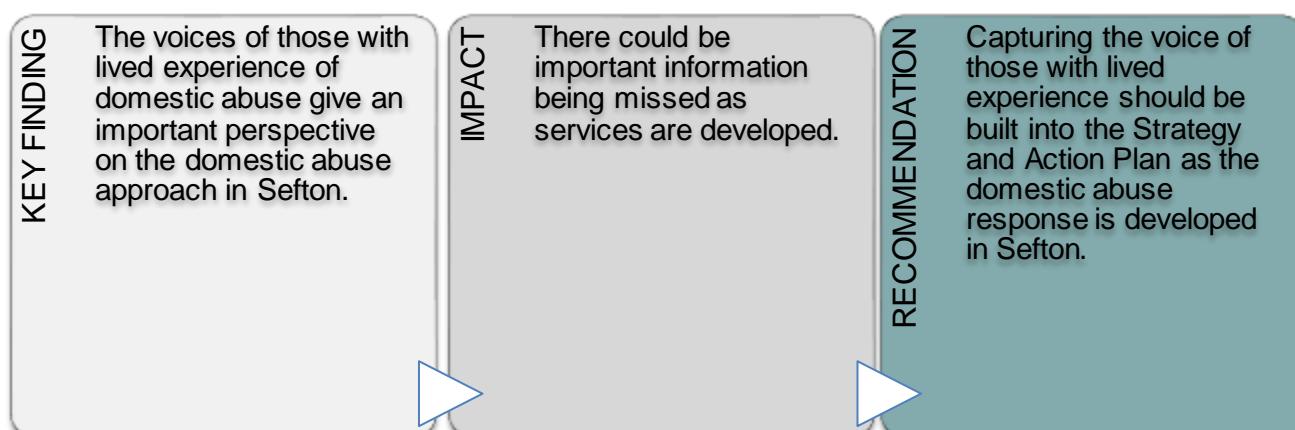 KEY FINDING
The voices of those with
lived experience of
domestic abuse give an
important perspective
on the domestic abuse
approach in Sefton.
IMPACT
There could be
important information
being missed as
services are developed.
RECOMMENDATION
Capturing the voice of
those with lived
experience should be
built into the Strategy
and Action Plan as the
domestic abuse
response is developed
in Sefton.